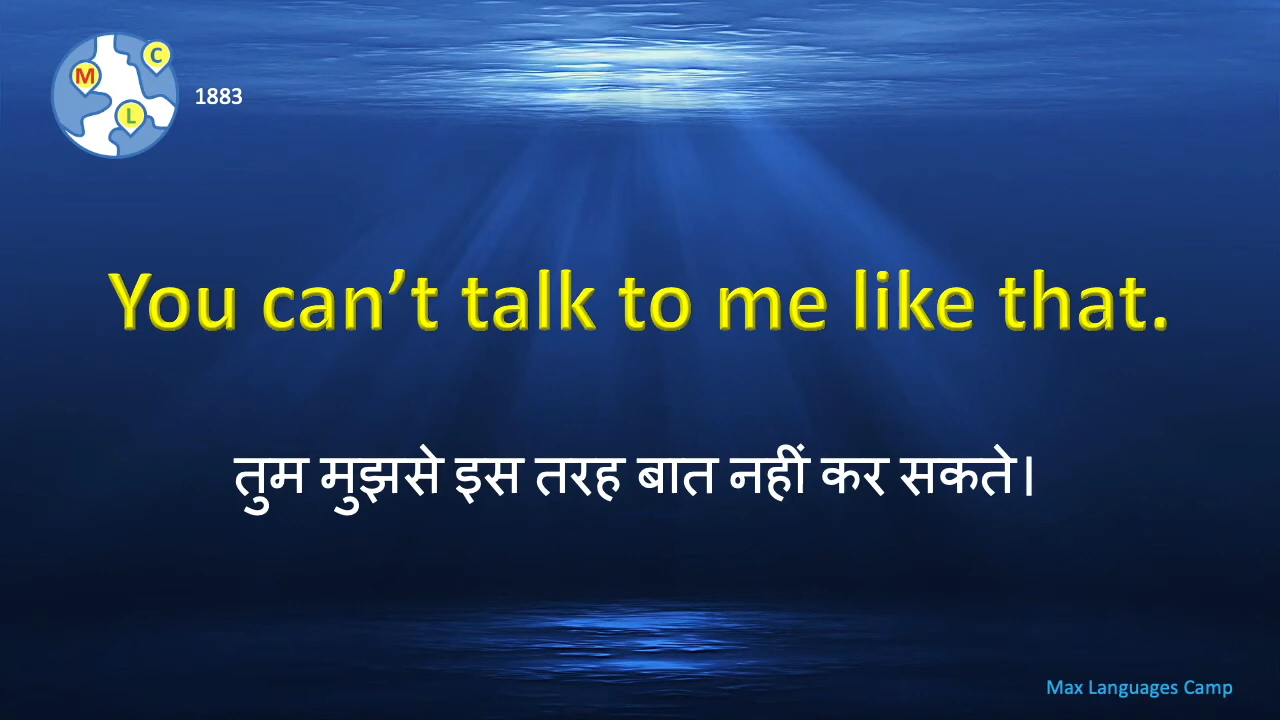 M
C
L
1883
You can’t talk to me like that.
तुम मुझसे इस तरह बात नहीं कर सकते।
Max Languages Camp